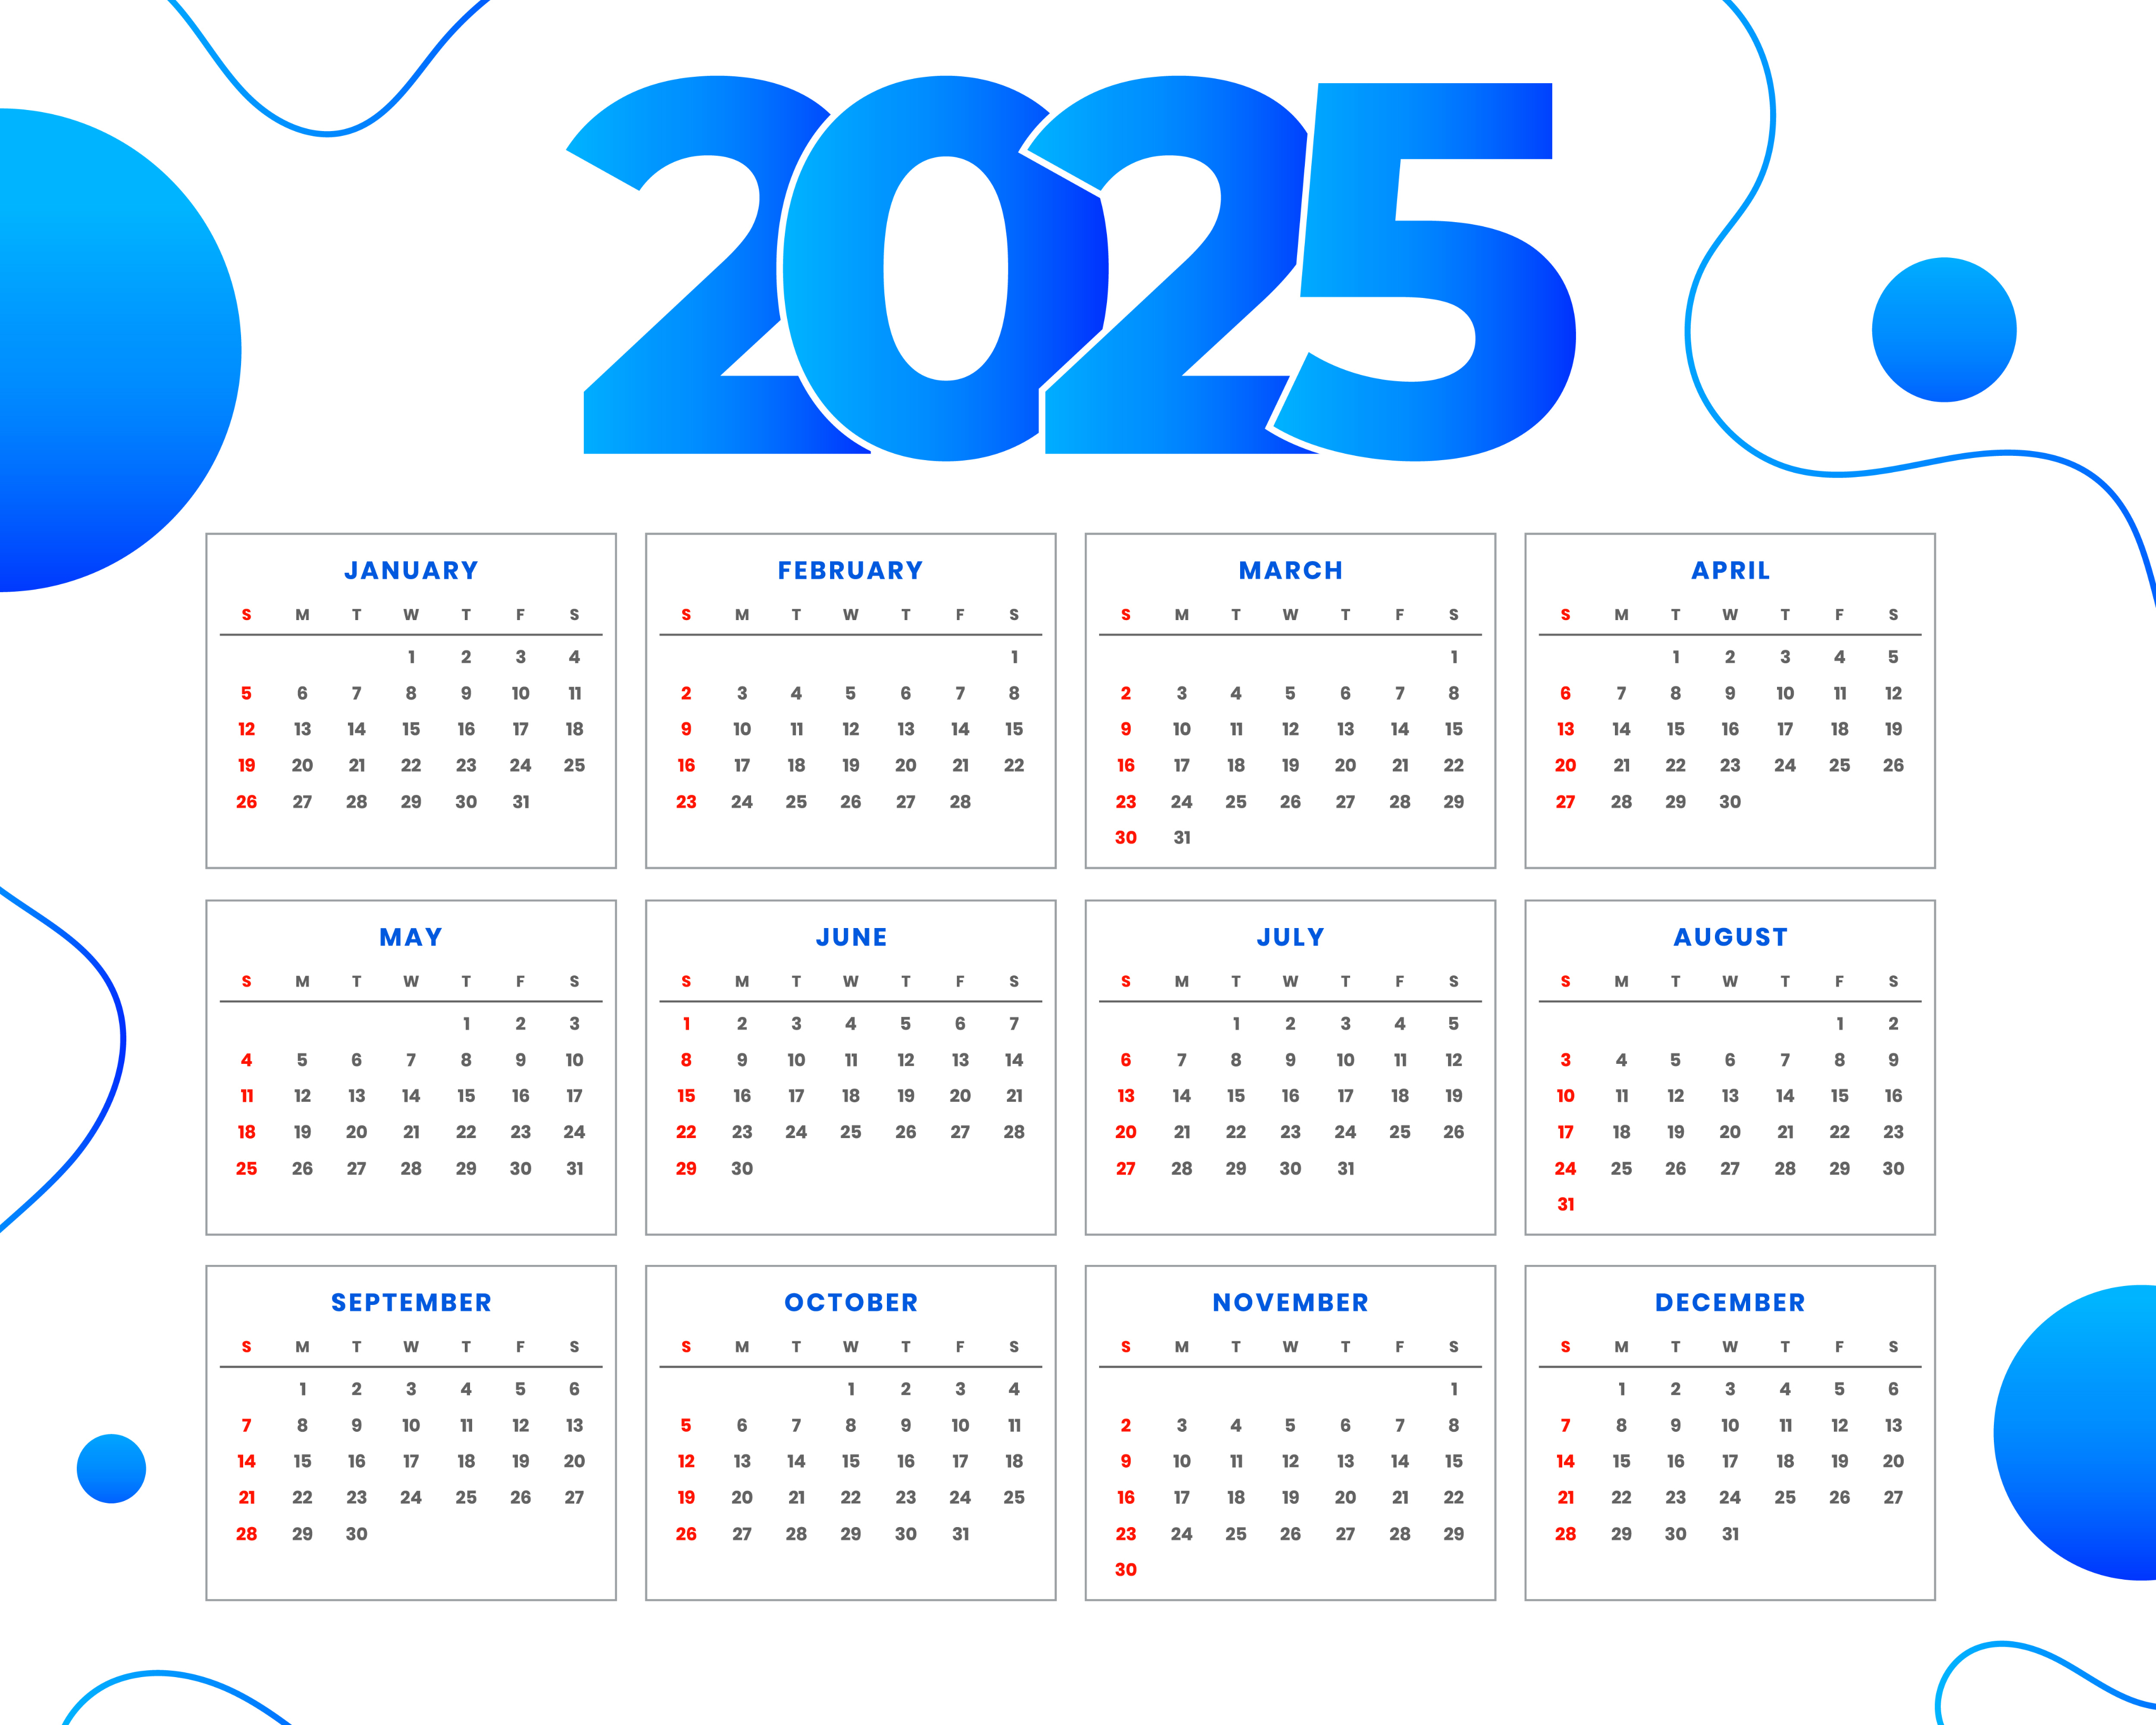 2025
JANUARY
S M T W T F S
1 2 3 4
5 6 7 8 9 10 11
12 13 14 15 16 17 18
19 20 21 22 23 24 25
26 27 28 29 30 31
FEBRUARY
S M T W T F S
1
2 3 4 5 6 7 8
9 10 11 12 13 14 15
16 17 18 19 20 21 22
23 24 25 26 27 28
MARCH
S M T W T F S
1
2 3 4 5 6 7 8
9 10 11 12 13 14 15
16 17 18 19 20 21 22
23 24 25 26 27 28 29
30 31
APRIL
S M T W T F S
1 2 3 4 5
6 7 8 9 10 11 12
13 14 15 16 17 18 19
20 21 22 23 24 25 26
27 28 29 30
MAY
S M T W T F S
1 2 3
4 5 6 7 8 9 10
11 12 13 14 15 16 17
18 19 20 21 22 23 24
25 26 27 28 29 30 31
JUNE
S M T W T F S
1 2 3 4 5 6 7
8 9 10 11 12 13 14
15 16 17 18 19 20 21
22 23 24 25 26 27 28
29 30
JULY
S M T W T F S
1 2 3 4 5
6 7 8 9 10 11 12
13 14 15 16 17 18 19
20 21 22 23 24 25 26
27 28 29 30 31
AUGUST
S M T W T F S
1 2
3 4 5 6 7 8 9
10 11 12 13 14 15 16
17 18 19 20 21 22 23
24 25 26 27 28 29 30
31
SEPTEMBER
S M T W T F S
1 2 3 4 5 6
7 8 9 10 11 12 13
14 15 16 17 18 19 20
21 22 23 24 25 26 27
28 29 30
OCTOBER
S M T W T F S
1 2 3 4
5 6 7 8 9 10 11
12 13 14 15 16 17 18
19 20 21 22 23 24 25
26 27 28 29 30 31
NOVEMBER
S M T W T F S
1
2 3 4 5 6 7 8
9 10 11 12 13 14 15
16 17 18 19 20 21 22
23 24 25 26 27 28 29
30
DECEMBER
S M T W T F S
1 2 3 4 5 6
7 8 9 10 11 12 13
14 15 16 17 18 19 20
21 22 23 24 25 26 27
28 29 30 31